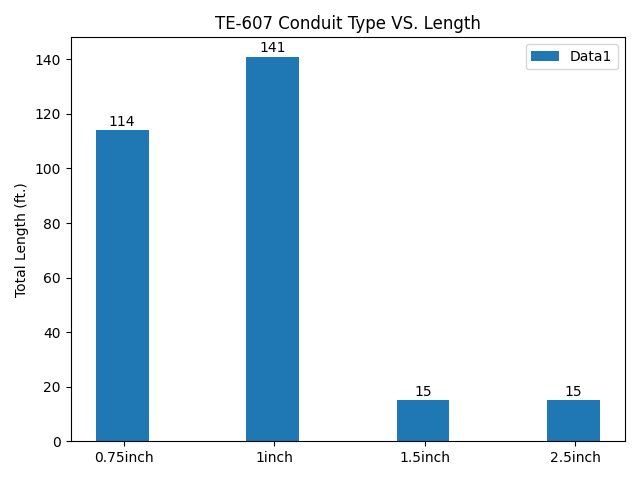 TE-607 Conduit Type VS. Length
Data1
Total Length (ft.)
140
120
100
80
60
40
20
0
114
141
15
15
0.75inch
1inch
1.5inch
2.5inch